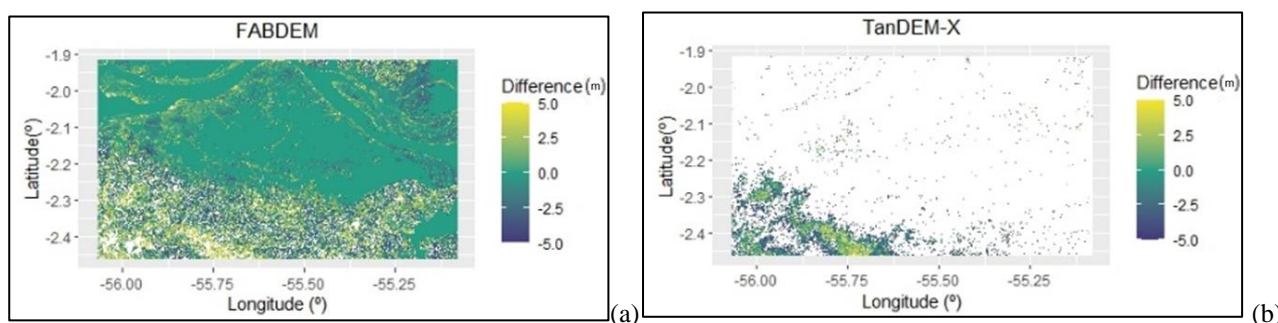 FABDEM
-1.9
-2.0
-2.1
-2.2
-2.3
-2.4
Latitude(º)
-56.00 -55.75 -55.50 -55.25
Longitude (º)
Difference (m)
5.0
2.5
0.0
-2.5
-5.0
(a)
TanDEM-X
-1.9
-2.0
-2.1
-2.2
-2.3
-2.4
Latitude(º)
-56.00 -55.75 -55.50 -55.25
Longitude (º)
Difference (m)
5.0
2.5
0.0
-2.5
-5.0
(b)